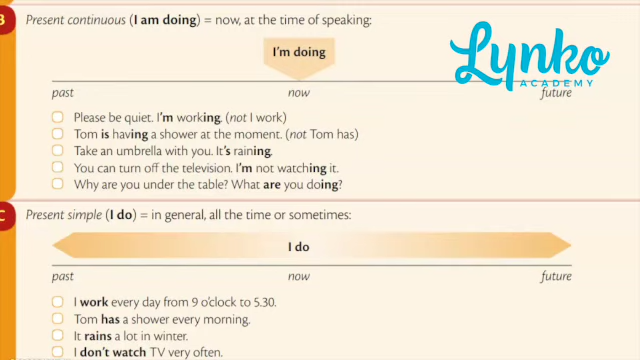 B
Present continuous (I am doing) = now, at the time of speaking:
Lynko
ACADEMY
I'm doing
past now future
Please be quiet. I'm working. (not I work)
Tom is having a shower at the moment. (not Tom has)
Take an umbrella with you. It's raining.
You can turn off the television. I'm not watching it.
Why are you under the table? What are you doing?
C
Present simple (I do) = in general, all the time or sometimes:
I do
past now future
I work every day from 9 o'clock to 5.30.
Tom has a shower every morning.
It rains a lot in winter.
I don't watch TV very often.